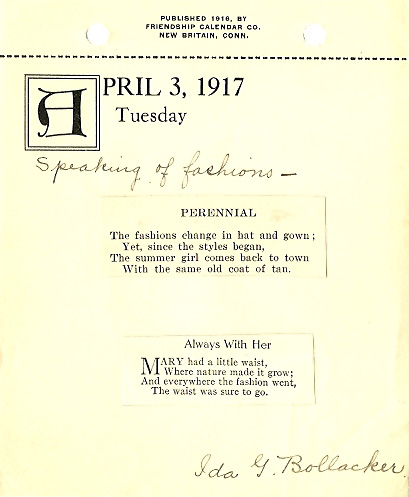 PUBLISHED 1916, BY
FRIENDSHIP CALENDAR CO.
NEW BRITAIN, CONN.
APRIL 3, 1917
Tuesday
Speaking of fashions —
PERENNIAL
The fashions change in hat and gown;
Yet, since the styles began,
The summer girl comes back to town
With the same old coat of tan.
Always With Her
MARY had a little waist,
Where nature made it grow;
And everywhere the fashion went,
The waist was sure to go.
Ida G. Bollacker.